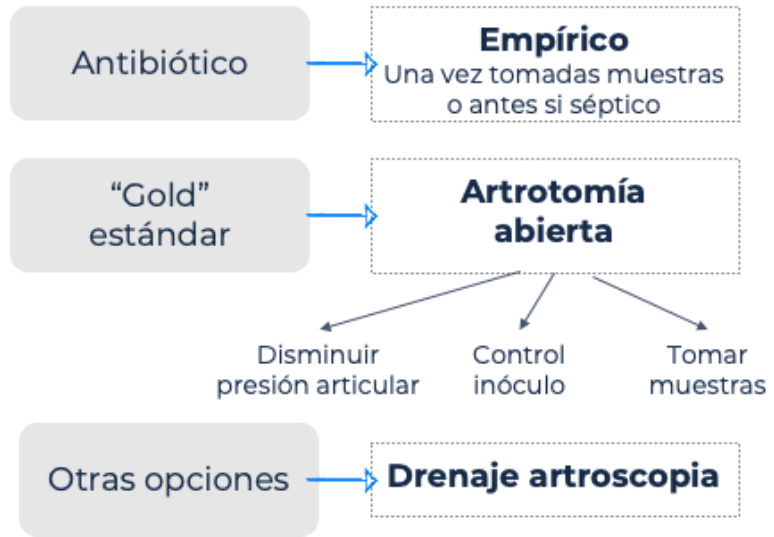 Antibiótico
Empírico
Una vez tomadas muestras
o antes si séptico
“Gold”
estándar
Artrotomía
abierta
Disminuir
presión articular
Control
inóculo
Tomar
muestras
Otras opciones
Drenaje artroscopia